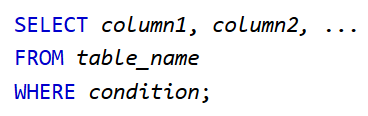 SELECT column1, column2, ...
FROM table_name
WHERE condition;